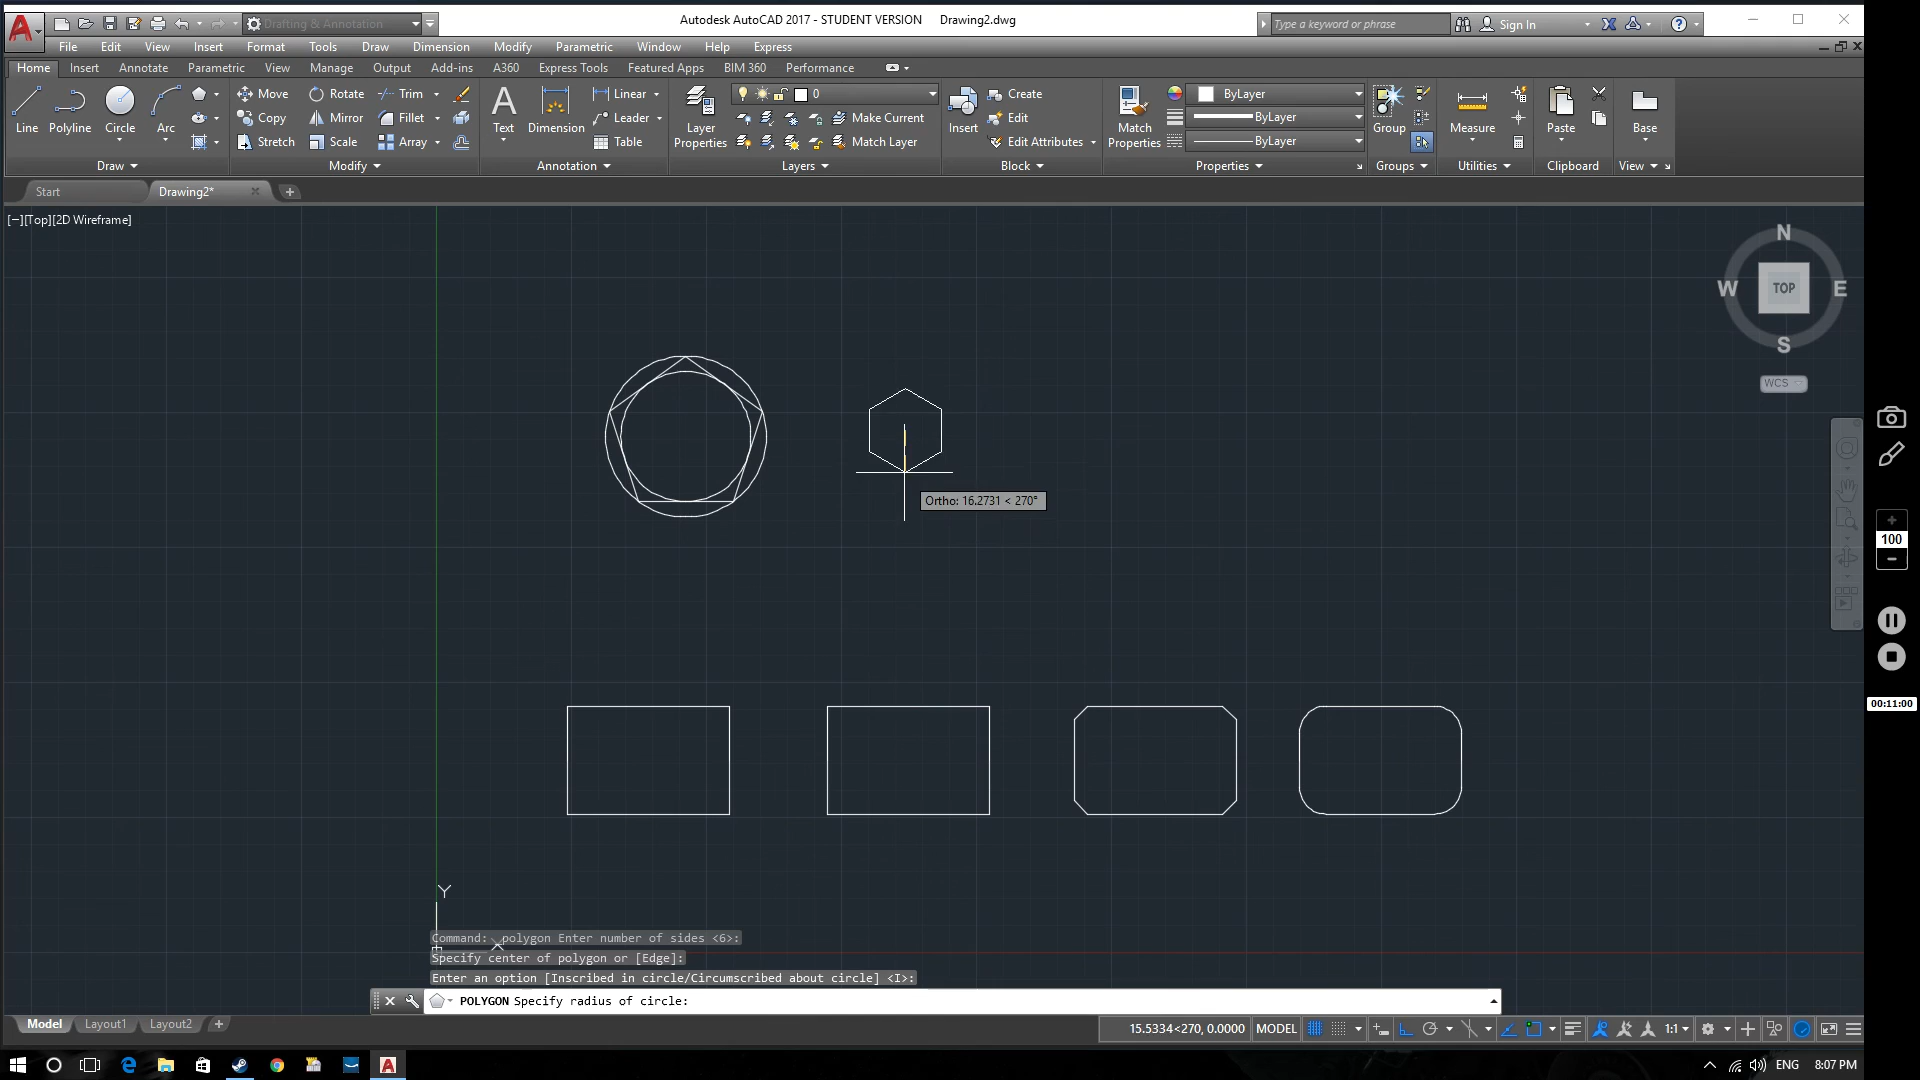 Drafting & Annotation
Autodesk AutoCAD 2017 - STUDENT VERSION Drawing2.dwg
Type a keyword or phrase
Sign In
File Edit View Insert Format Tools Draw Dimension Modify Parametric Window Help Express
Home Insert Annotate Parametric View Manage Output Add-ins A360 Express Tools Featured Apps BIM 360 Performance
Line Polyline Circle Arc
Move Rotate Trim
Copy Mirror Fillet
Stretch Scale Array
Text Dimension
Linear
Leader
Table
Layer Properties
0
Make Current
Match Layer
Insert
Create
Edit
Edit Attributes
Match Properties
ByLayer
ByLayer
ByLayer
Group
Measure
Paste
Base
Draw Modify Annotation Layers Block Properties Groups Utilities Clipboard View
Start Drawing2*
[−][Top][2D Wireframe]
N
W TOP E
S
WCS
Ortho: 16.2731 < 270°
100
00:11:00
Y
Command: _polygon Enter number of sides <6>:
Specify center of polygon or [Edge]:
Enter an option [Inscribed in circle/Circumscribed about circle] <I>:
POLYGON Specify radius of circle:
Model Layout1 Layout2
15.5334<270, 0.0000 MODEL 1:1
ENG 8:07 PM